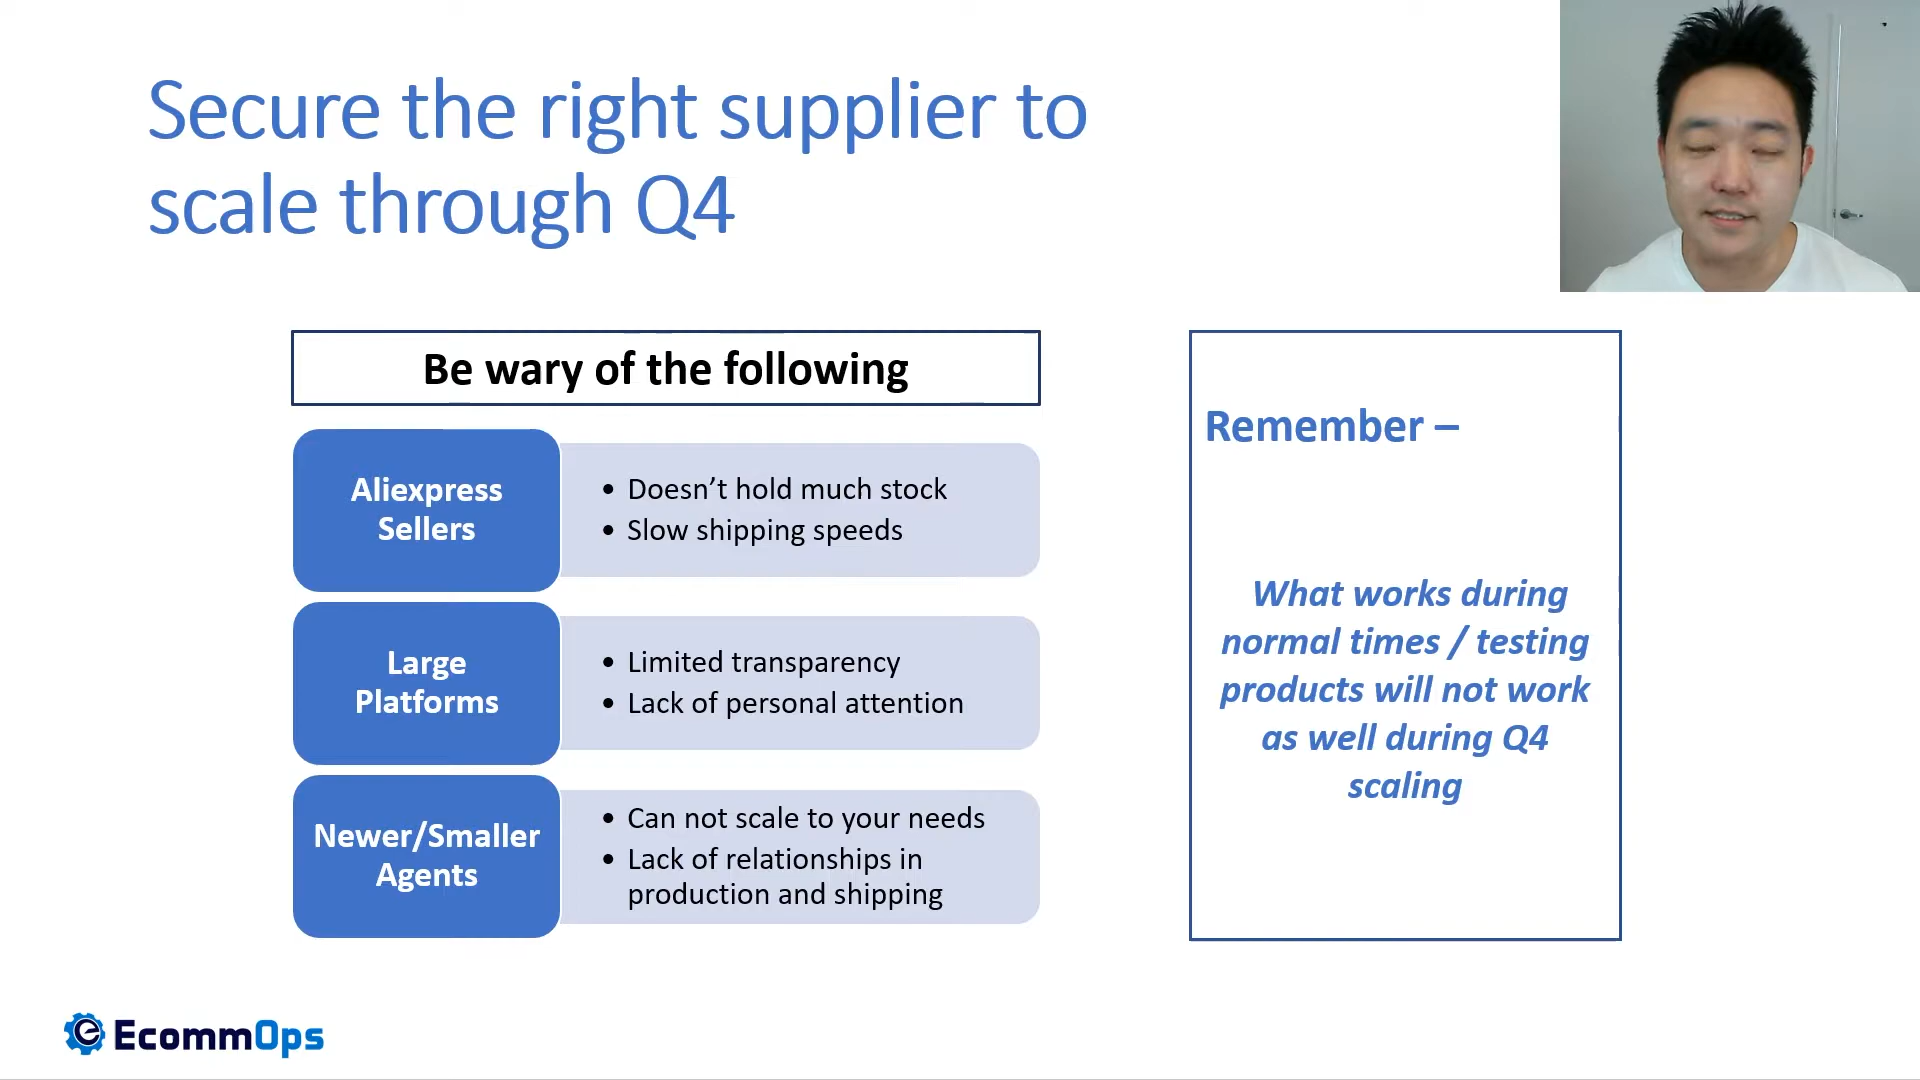 Secure the right supplier to
scale through Q4
Be wary of the following
Aliexpress
Sellers
• Doesn’t hold much stock
• Slow shipping speeds
Large
Platforms
• Limited transparency
• Lack of personal attention
Newer/Smaller
Agents
• Can not scale to your needs
• Lack of relationships in
production and shipping
Remember –
What works during
normal times / testing
products will not work
as well during Q4
scaling
EcommOps